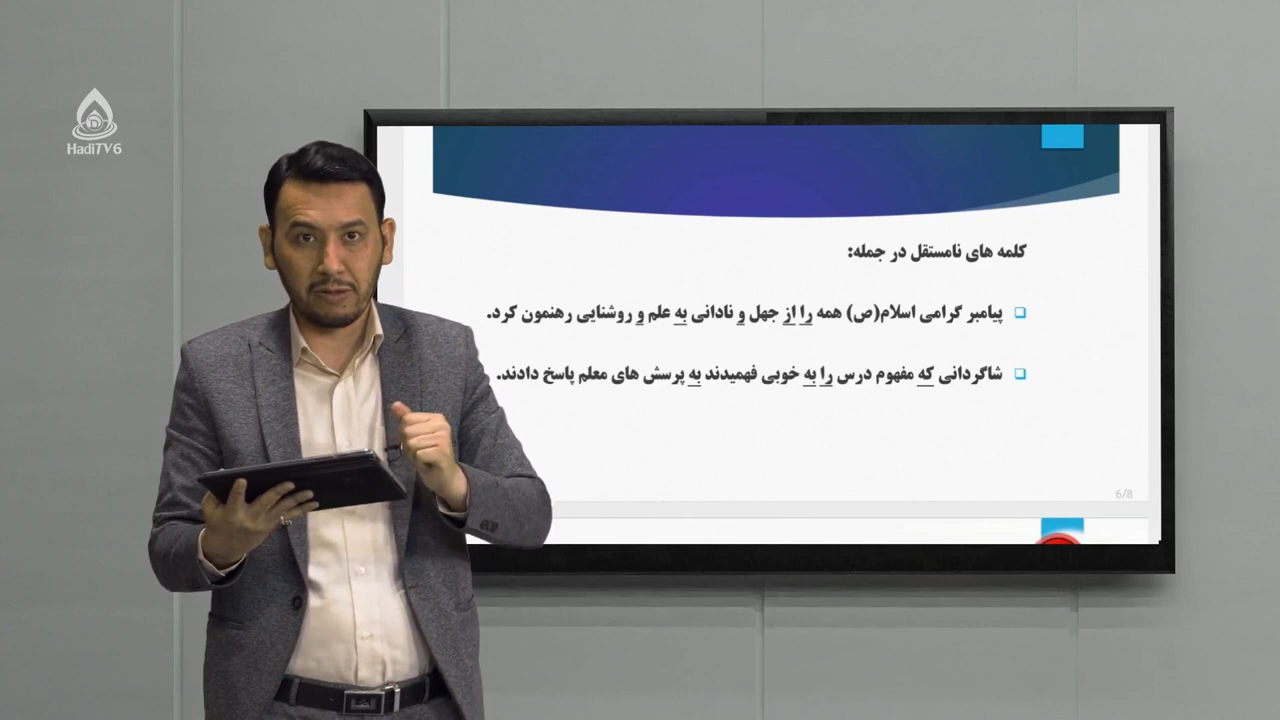 HadiTV6
کلمه های نامستقل در جمله:
پیامبر گرامی اسلام(ص) همه را از جهل و نادانی به علم و روشنایی رهنمون کرد.
شاگردانی که مفهوم درس را به خوبی فهمیدند به پرسش های معلم پاسخ دادند.
6/8